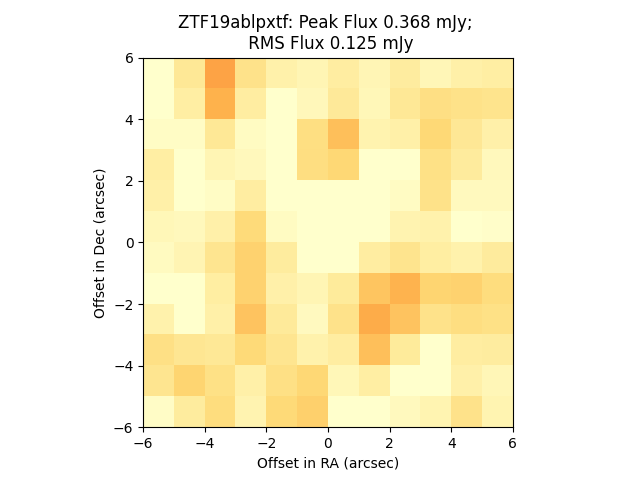 ZTF19ablpxtf: Peak Flux 0.368 mJy;
RMS Flux 0.125 mJy
6
4
2
0
−2
−4
−6
Offset in Dec (arcsec)
−6 −4 −2 0 2 4 6
Offset in RA (arcsec)